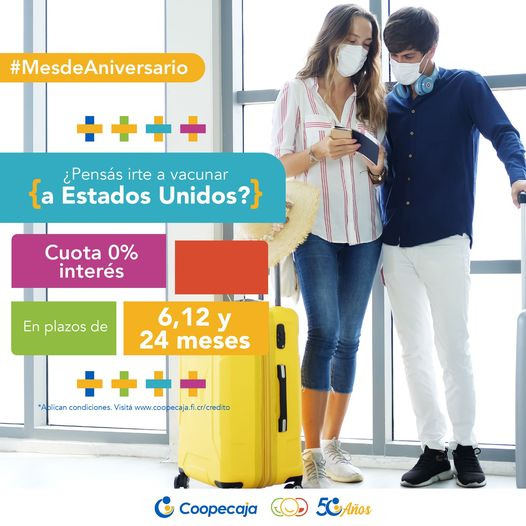 #MesdeAniversario
¿Pensás irte a vacunar
{a Estados Unidos?}
Cuota 0%
interés
En plazos de
6,12 y
24 meses
*Aplican condiciones. Visitá www.coopecaja.fi.cr/credito
Coopecaja
50 Años